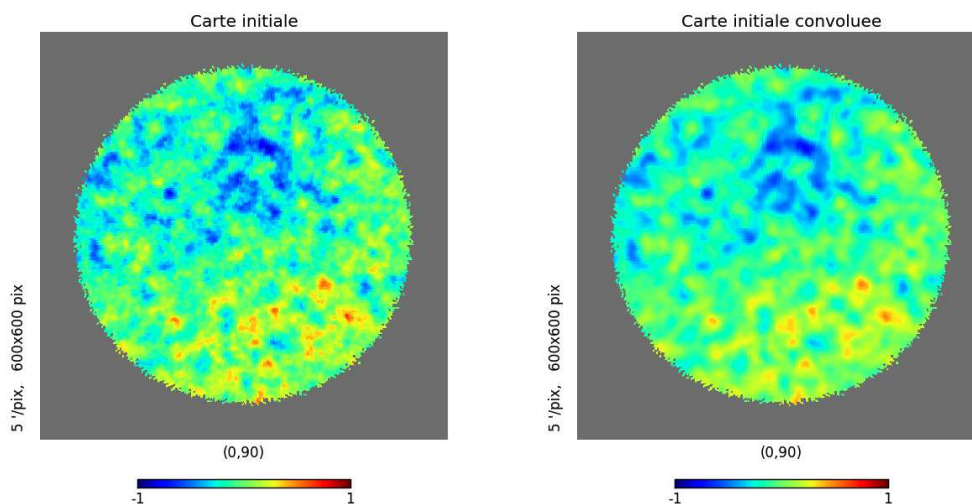 Carte initiale
5 '/pix, 600x600 pix
(0,90)
-1 1
Carte initiale convoluee
5 '/pix, 600x600 pix
(0,90)
-1 1